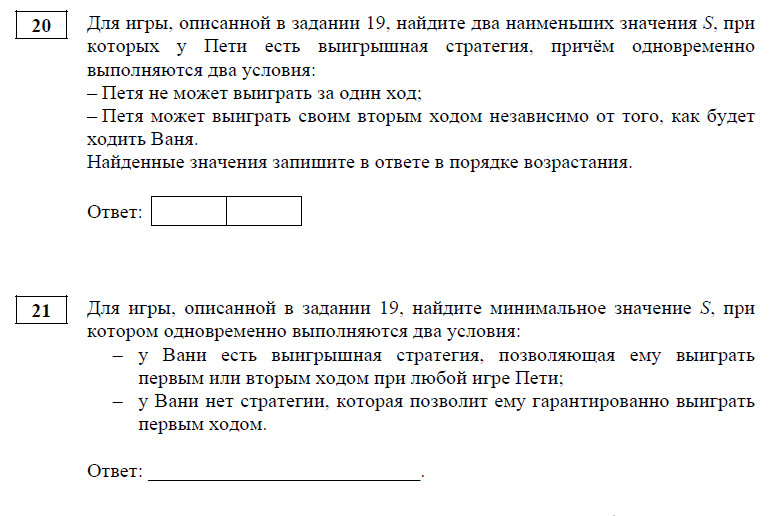 20
Для игры, описанной в задании 19, найдите два наименьших значения S, при
которых у Пети есть выигрышная стратегия, причём одновременно
выполняются два условия:
– Петя не может выиграть за один ход;
– Петя может выиграть своим вторым ходом независимо от того, как будет
ходить Ваня.
Найденные значения запишите в ответе в порядке возрастания.
Ответ:
21
Для игры, описанной в задании 19, найдите минимальное значение S, при
котором одновременно выполняются два условия:
– у Вани есть выигрышная стратегия, позволяющая ему выиграть
первым или вторым ходом при любой игре Пети;
– у Вани нет стратегии, которая позволит ему гарантированно выиграть
первым ходом.
Ответ: ___________________________.